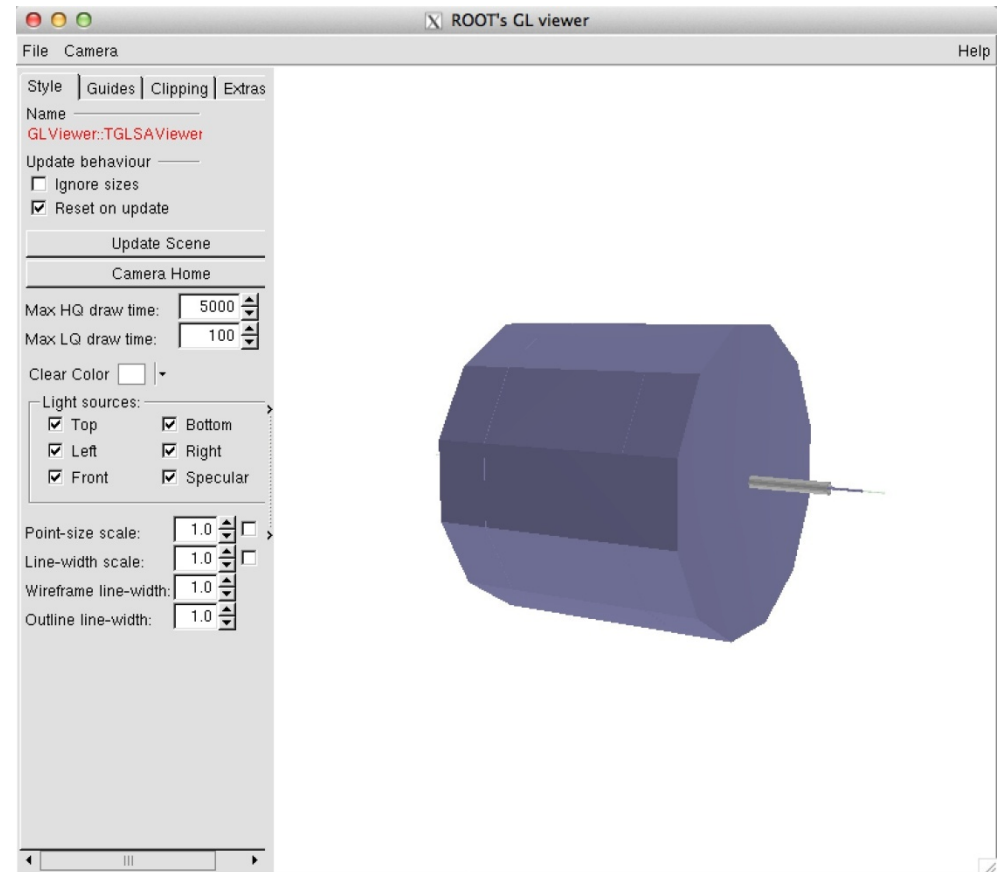 X ROOT's GL viewer
File Camera Help
Style Guides Clipping Extras
Name
GLViewer::TGLSAViewer
Update behaviour
Ignore sizes
Reset on update
Update Scene
Camera Home
Max HQ draw time: 5000
Max LQ draw time: 100
Clear Color
Light sources:
Top Bottom
Left Right
Front Specular
Point-size scale: 1.0
Line-width scale: 1.0
Wireframe line-width: 1.0
Outline line-width: 1.0